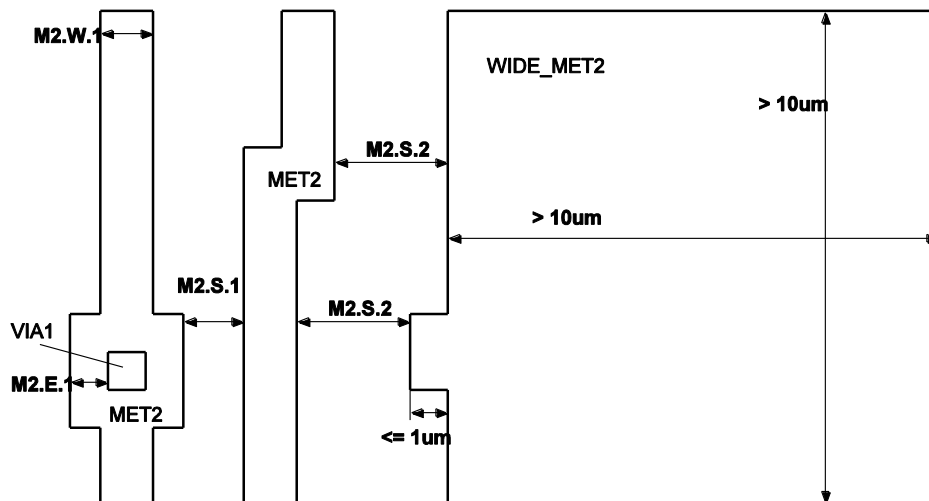 M2.W.1
WIDE_MET2
> 10um
M2.S.2
MET2
> 10um
M2.S.1
M2.S.2
VIA1
M2.E.1
MET2
<= 1um